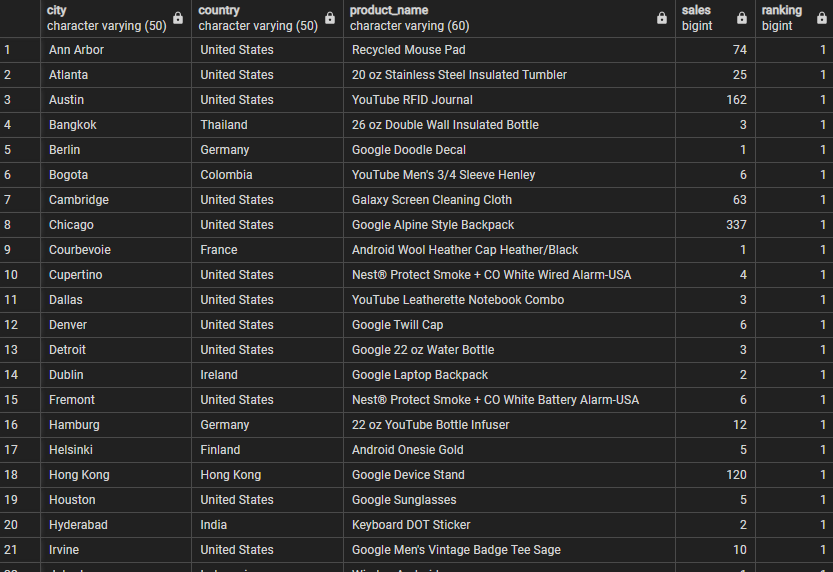 city country product_name sales ranking
character varying (50) character varying (50) character varying (60) bigint bigint
1 Ann Arbor United States Recycled Mouse Pad 74 1
2 Atlanta United States 20 oz Stainless Steel Insulated Tumbler 25 1
3 Austin United States YouTube RFID Journal 162 1
4 Bangkok Thailand 26 oz Double Wall Insulated Bottle 3 1
5 Berlin Germany Google Doodle Decal 1 1
6 Bogota Colombia YouTube Men's 3/4 Sleeve Henley 6 1
7 Cambridge United States Galaxy Screen Cleaning Cloth 63 1
8 Chicago United States Google Alpine Style Backpack 337 1
9 Courbevoie France Android Wool Heather Cap Heather/Black 1 1
10 Cupertino United States Nest® Protect Smoke + CO White Wired Alarm-USA 4 1
11 Dallas United States YouTube Leatherette Notebook Combo 3 1
12 Denver United States Google Twill Cap 6 1
13 Detroit United States Google 22 oz Water Bottle 3 1
14 Dublin Ireland Google Laptop Backpack 2 1
15 Fremont United States Nest® Protect Smoke + CO White Battery Alarm-USA 6 1
16 Hamburg Germany 22 oz YouTube Bottle Infuser 12 1
17 Helsinki Finland Android Onesie Gold 5 1
18 Hong Kong Hong Kong Google Device Stand 120 1
19 Houston United States Google Sunglasses 5 1
20 Hyderabad India Keyboard DOT Sticker 2 1
21 Irvine United States Google Men's Vintage Badge Tee Sage 10 1